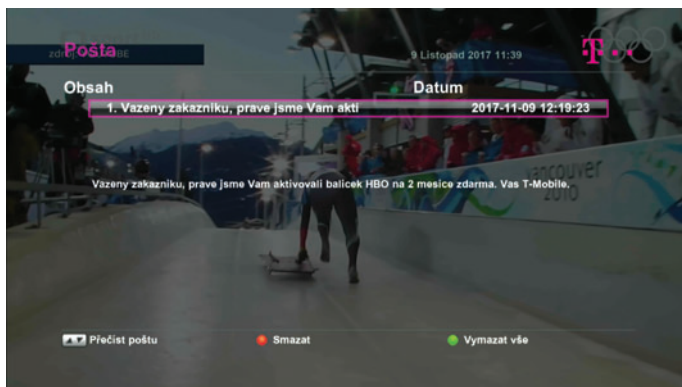 Pošta
9 Listopad 2017 11:39
T
Obsah Datum
1. Vazeny zakazniku, prave jsme Vam akti 2017-11-09 12:19:23
vancouver
2010
Vazeny zakazniku, prave jsme Vam aktivovali balicek HBO na 2 mesice zdarma. Vas T-Mobile.
Přečíst poštu Smazat Vymazat vše